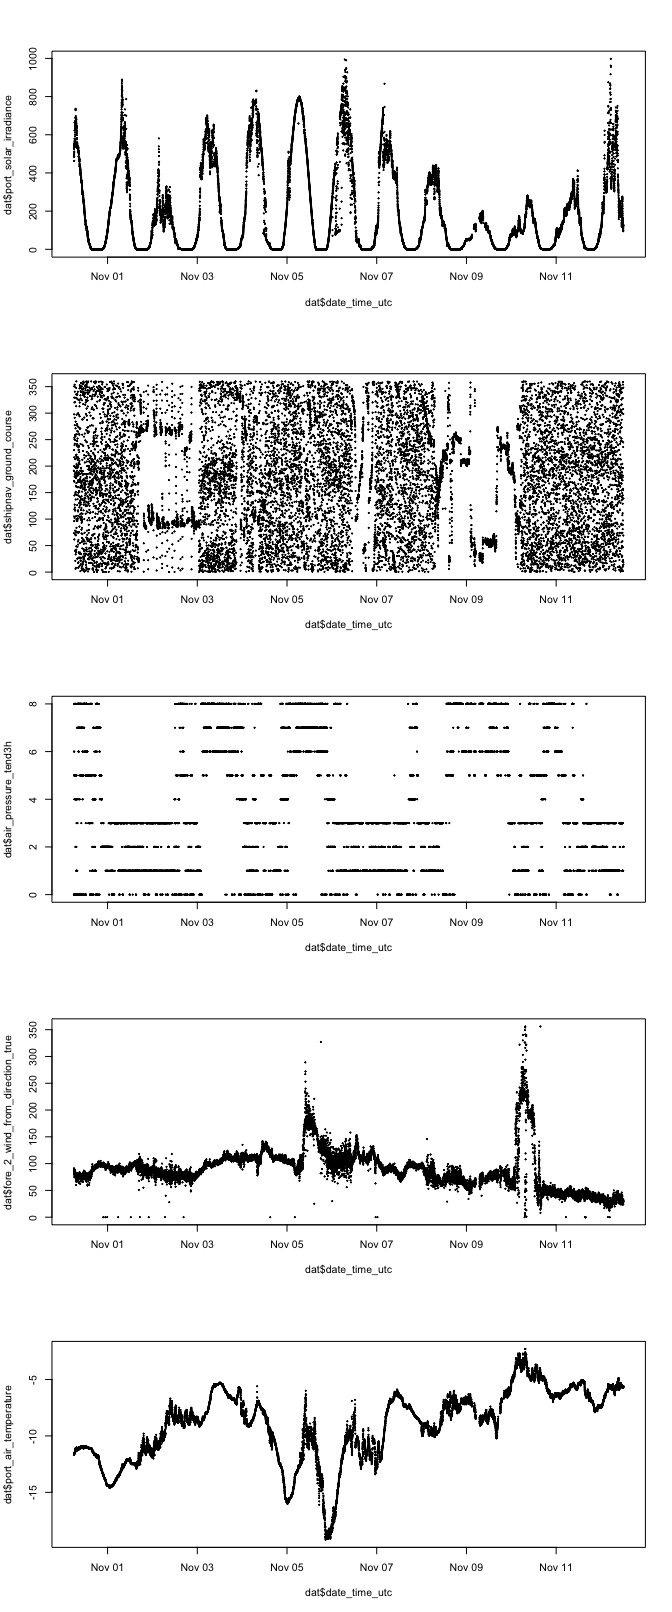 dat$port_solar_irradiance
0 200 400 600 800 1000
Nov 01 Nov 03 Nov 05 Nov 07 Nov 09 Nov 11
dat$date_time_utc
dat$shipnav_ground_course
0 50 100 150 200 250 300 350
Nov 01 Nov 03 Nov 05 Nov 07 Nov 09 Nov 11
dat$date_time_utc
dat$air_pressure_tend3h
0 2 4 6 8
Nov 01 Nov 03 Nov 05 Nov 07 Nov 09 Nov 11
dat$date_time_utc
dat$fore_2_wind_from_direction_true
0 50 100 150 200 250 300 350
Nov 01 Nov 03 Nov 05 Nov 07 Nov 09 Nov 11
dat$date_time_utc
dat$port_air_temperature
-15 -10 -5
Nov 01 Nov 03 Nov 05 Nov 07 Nov 09 Nov 11
dat$date_time_utc